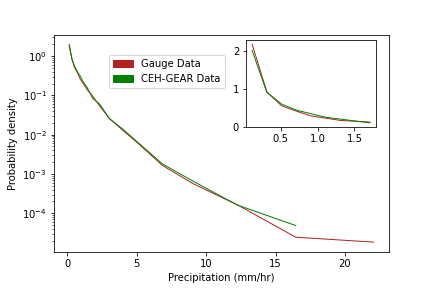 Gauge Data
CEH-GEAR Data
2
1
0
0.5 1.0 1.5
10⁰
10⁻¹
10⁻²
10⁻³
10⁻⁴
Probability density
0 5 10 15 20
Precipitation (mm/hr)